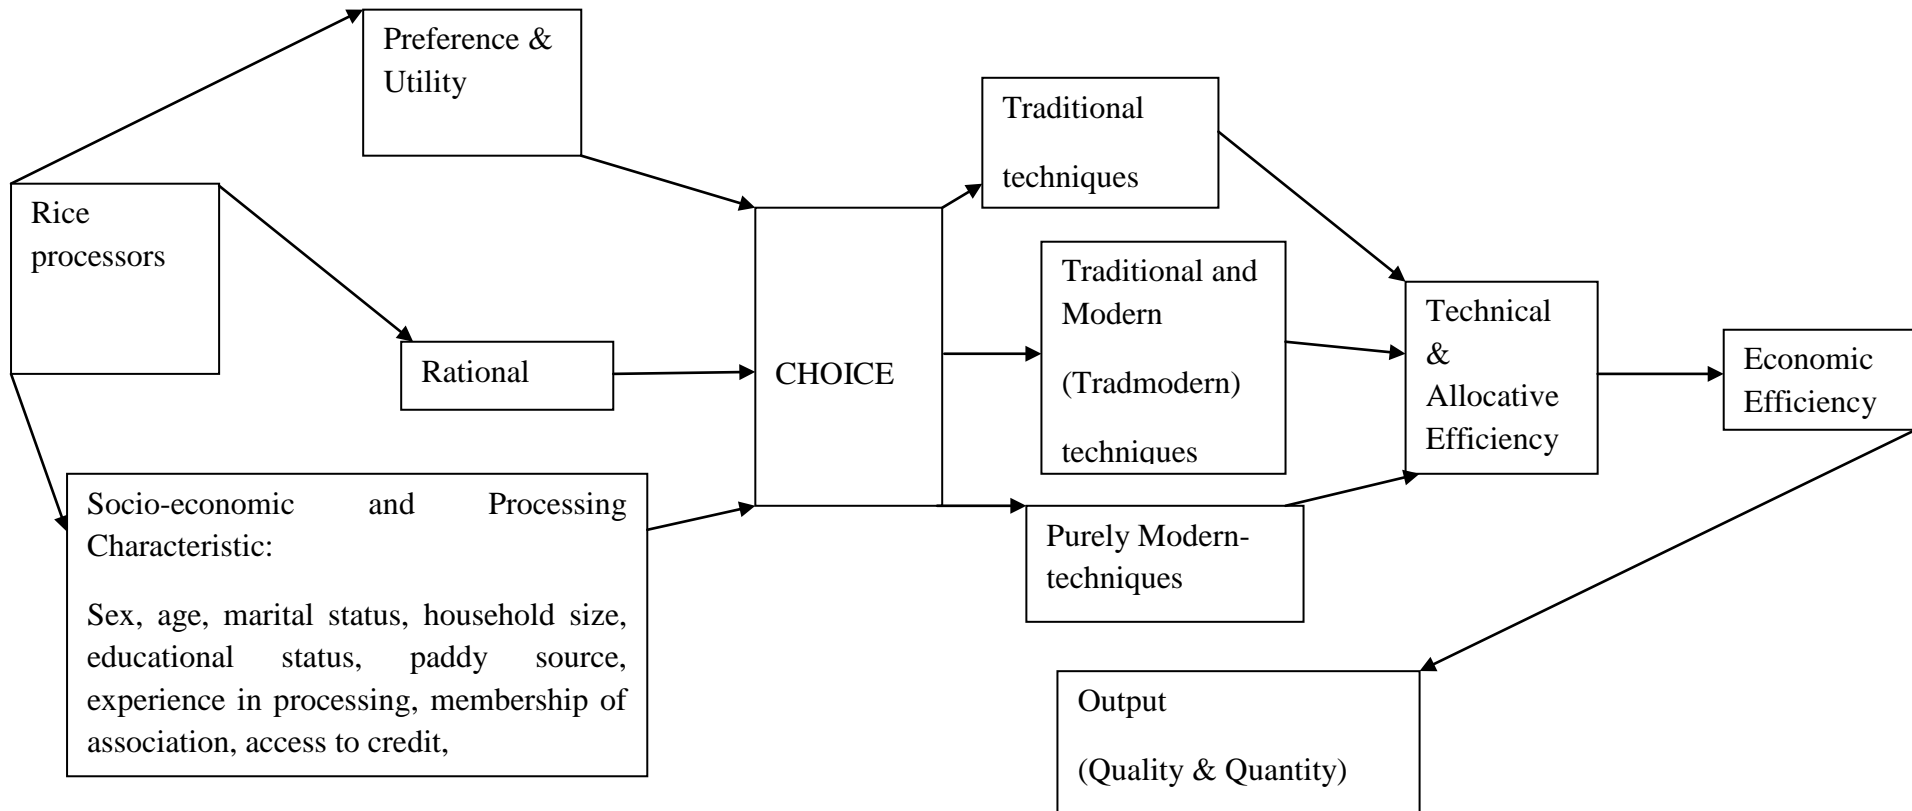 Preference &
Utility
Rice
processors
Rational
Socio-economic and Processing
Characteristic:
Sex, age, marital status, household size,
educational status, paddy source,
experience in processing, membership of
association, access to credit,
CHOICE
Traditional
techniques
Traditional and
Modern
(Tradmodern)
techniques
Purely Modern-
techniques
Technical
&
Allocative
Efficiency
Economic
Efficiency
Output
(Quality & Quantity)